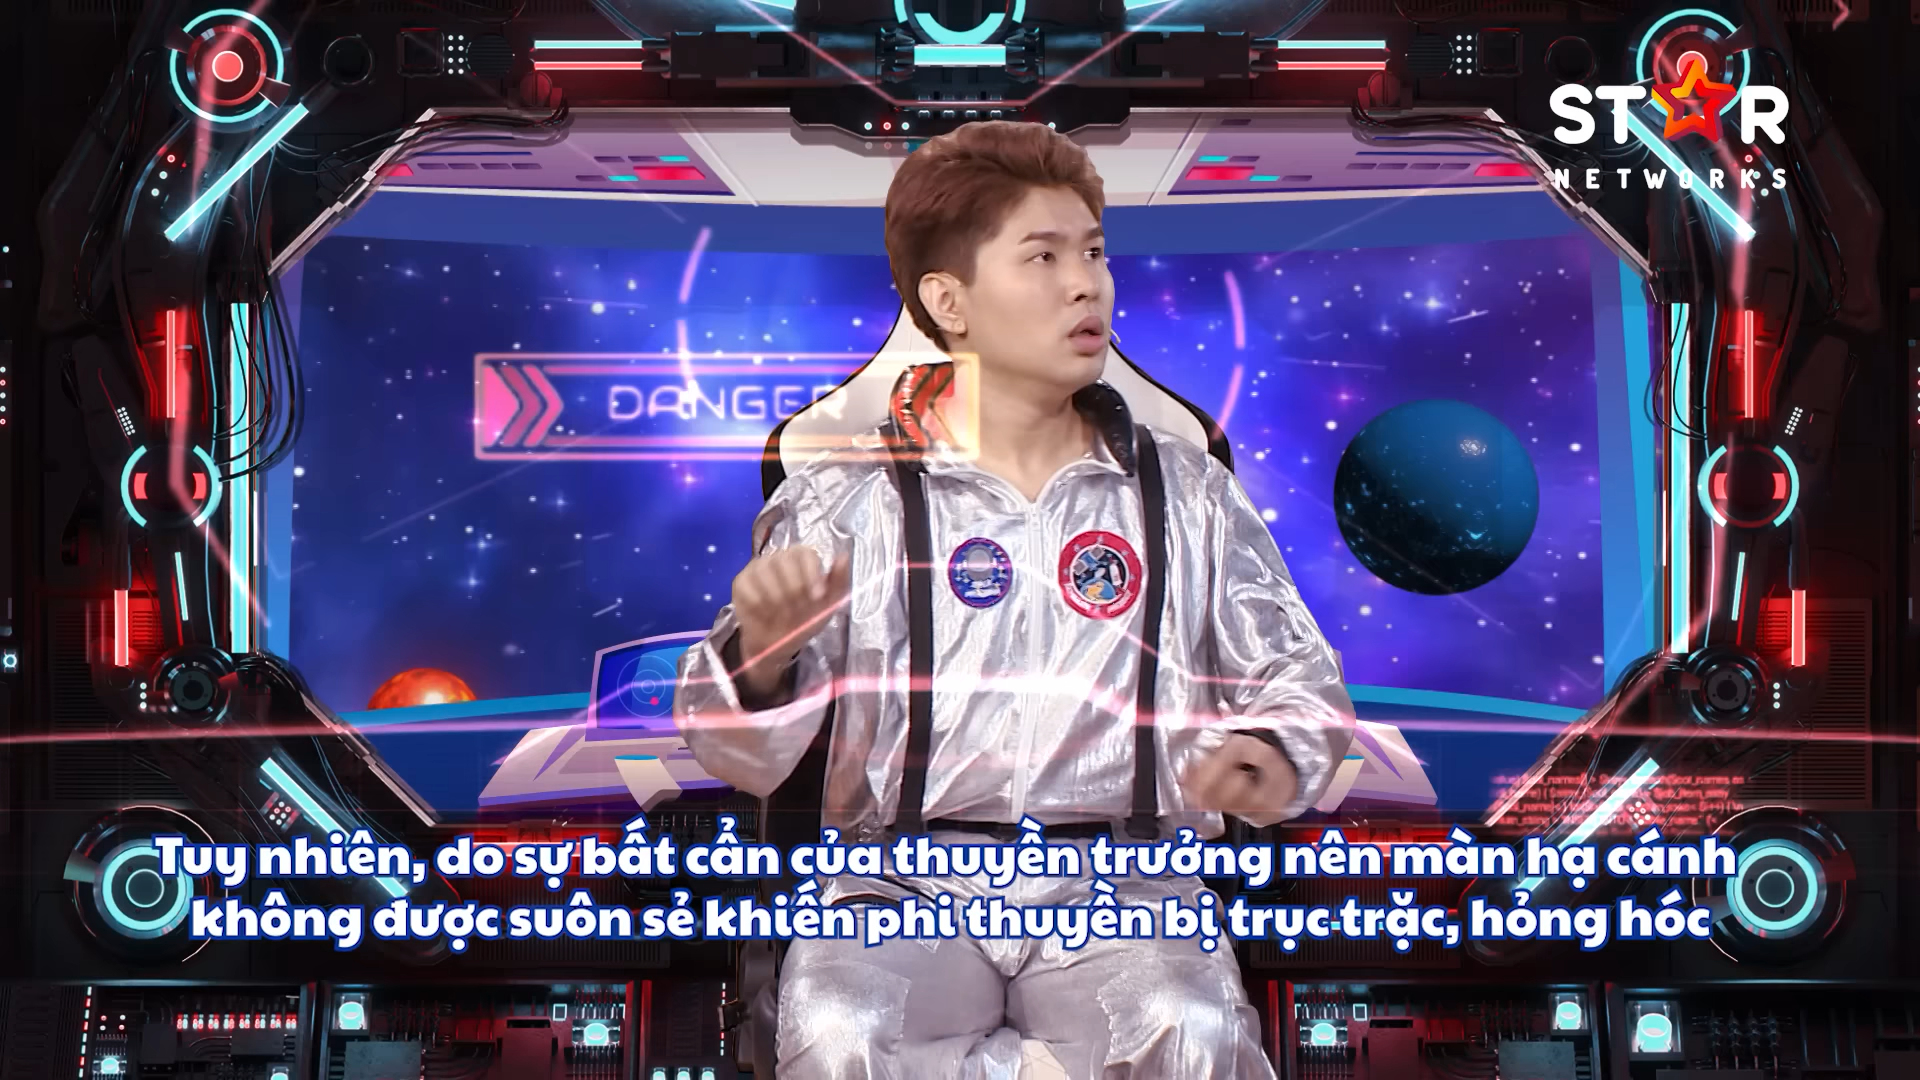 STAR
NETWORKS
DANGER
Tuy nhiên, do sự bất cẩn của thuyền trưởng nên màn hạ cánh
không được suôn sẻ khiến phi thuyền bị trục trặc, hỏng hóc